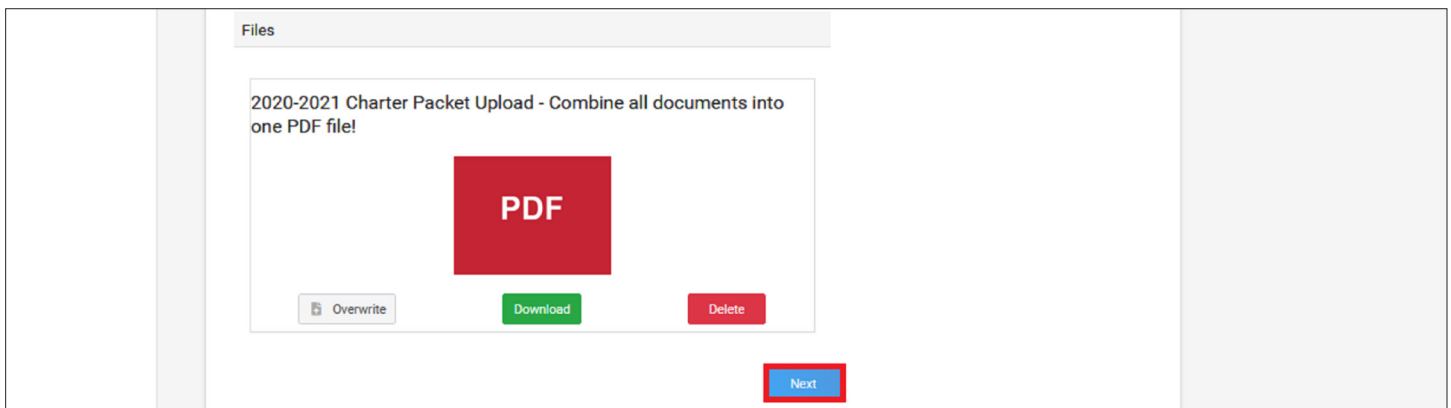 Files
2020-2021 Charter Packet Upload - Combine all documents into
one PDF file!
PDF
Overwrite Download Delete
Next